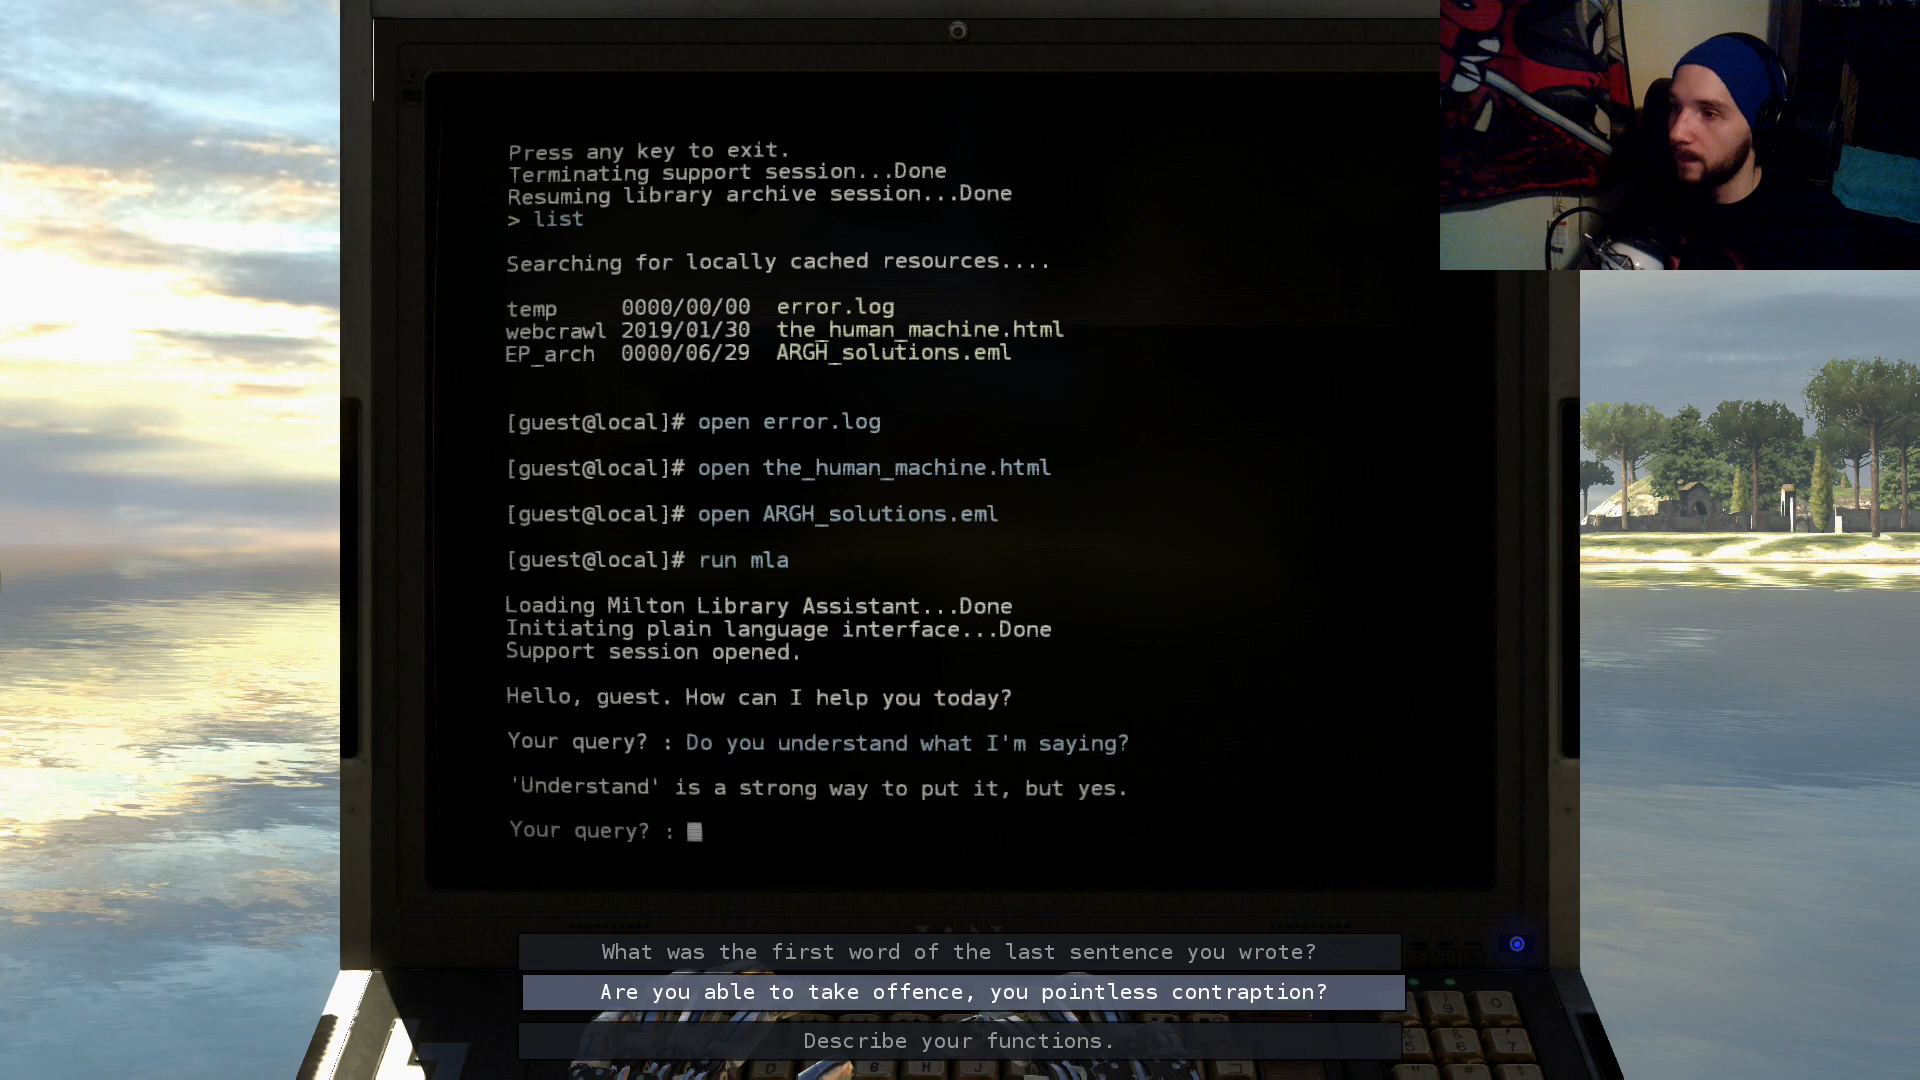 Press any key to exit.
Terminating support session...Done
Resuming library archive session...Done
> list
Searching for locally cached resources....
temp 0000/00/00 error.log
webcrawl 2019/01/30 the_human_machine.html
EP_arch 0000/06/29 ARGH_solutions.eml
[guest@local]# open error.log
[guest@local]# open the_human_machine.html
[guest@local]# open ARGH_solutions.eml
[guest@local]# run mla
Loading Milton Library Assistant...Done
Initiating plain language interface...Done
Support session opened.
Hello, guest. How can I help you today?
Your query? : Do you understand what I'm saying?
'Understand' is a strong way to put it, but yes.
Your query? :
What was the first word of the last sentence you wrote?
Are you able to take offence, you pointless contraption?
Describe your functions.